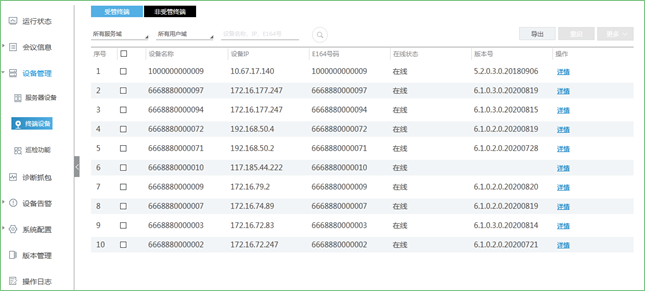 运行状态
会议信息
设备管理
服务器设备
终端设备
巡检功能
诊断抓包
设备告警
系统配置
版本管理
操作日志
受管终端 非受管终端
所有服务域 所有用户域 设备名称、IP、E164号 导出 重启 更多
序号 设备名称 设备IP E164号码 在线状态 版本号 操作
1 1000000000009 10.67.17.140 1000000000009 在线 5.2.0.3.0.20180906 详情
2 6668880000097 172.16.177.247 6668880000097 在线 6.1.0.3.0.20200819 详情
3 6668880000094 172.16.177.247 6668880000094 在线 6.1.0.3.0.20200815 详情
4 6668880000072 192.168.50.4 6668880000072 在线 6.1.0.2.0.20200819 详情
5 6668880000071 192.168.50.2 6668880000071 在线 6.1.0.2.0.20200728 详情
6 6668880000010 117.185.44.222 6668880000010 在线 详情
7 6668880000009 172.16.79.2 6668880000009 在线 6.1.0.2.0.20200820 详情
8 6668880000007 172.16.74.89 6668880000007 在线 6.1.0.2.0.20200819 详情
9 6668880000003 172.16.72.83 6668880000003 在线 6.1.0.3.0.20200814 详情
10 6668880000002 172.16.72.247 6668880000002 在线 6.1.0.2.0.20200721 详情